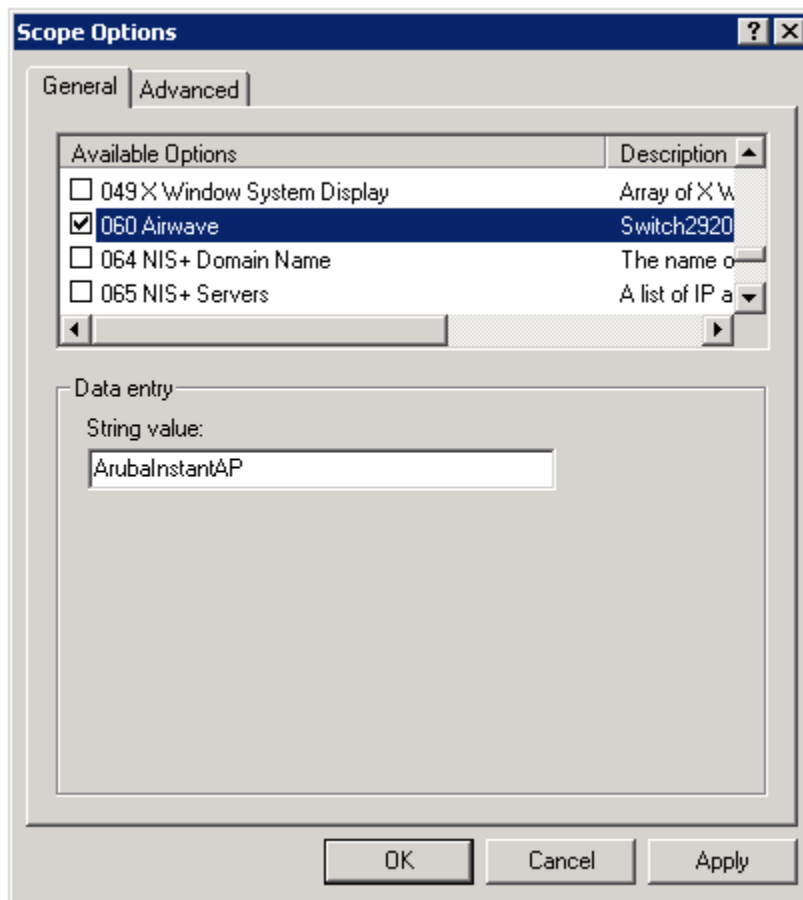 Scope Options
General Advanced
Available Options Description
049 X Window System Display Array of X W
060 Airwave Switch2920
064 NIS+ Domain Name The name o
065 NIS+ Servers A list of IP a
Data entry
String value:
ArubaInstantAP
OK Cancel Apply